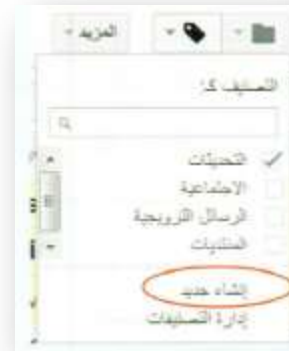 المزيد
التصنيف كـ:
التحديثات
الاجتماعية
الرسائل الترويجية
المنتديات
إنشاء جديد
إدارة التصنيفات